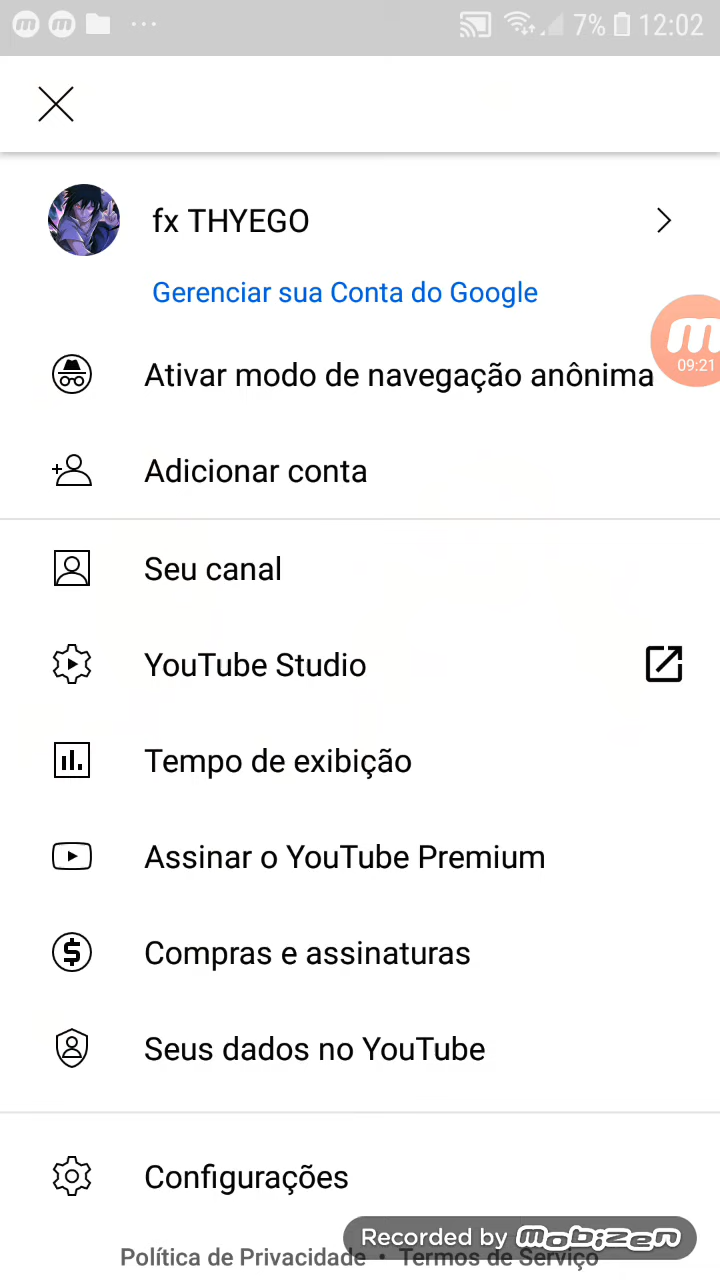 7% 12:02
fx THYEGO
Gerenciar sua Conta do Google
09:21
Ativar modo de navegação anônima
Adicionar conta
Seu canal
YouTube Studio
Tempo de exibição
Assinar o YouTube Premium
Compras e assinaturas
Seus dados no YouTube
Configurações
Recorded by mobizen
Política de Privacidade • Termos de Serviço